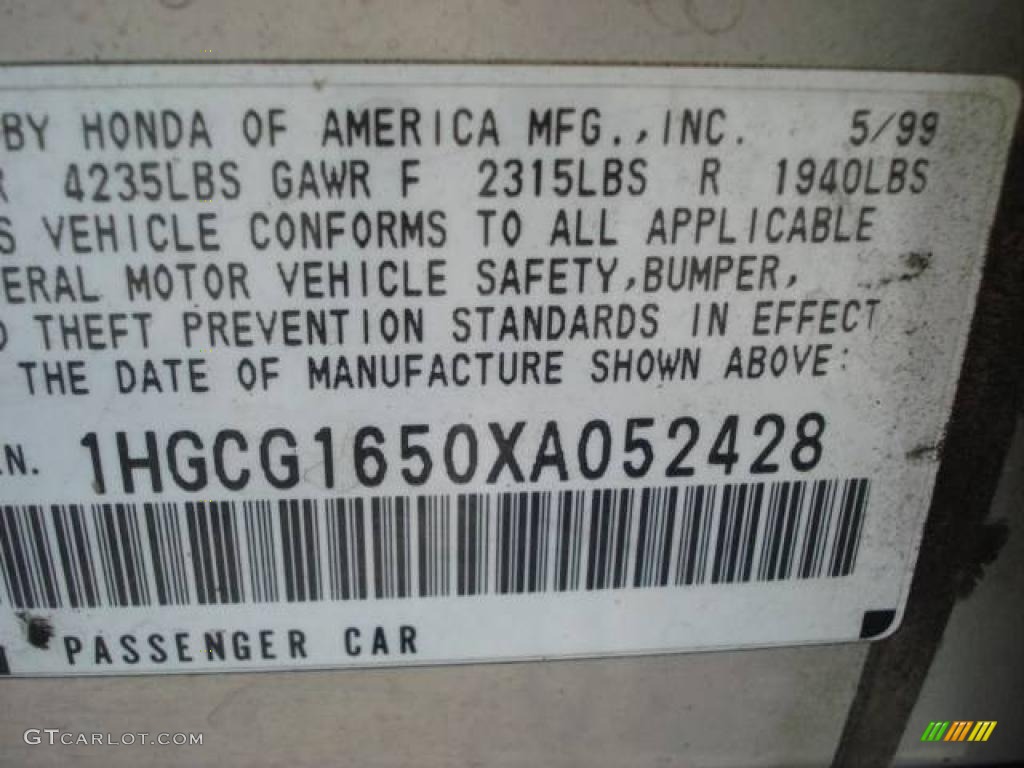 BY HONDA OF AMERICA MFG.,INC. 5/99
R 4235LBS GAWR F 2315LBS R 1940LBS
S VEHICLE CONFORMS TO ALL APPLICABLE
ERAL MOTOR VEHICLE SAFETY,BUMPER,
D THEFT PREVENTION STANDARDS IN EFFECT
THE DATE OF MANUFACTURE SHOWN ABOVE:
.N. 1HGCG1650XA052428
PASSENGER CAR
GTCARLOT.COM